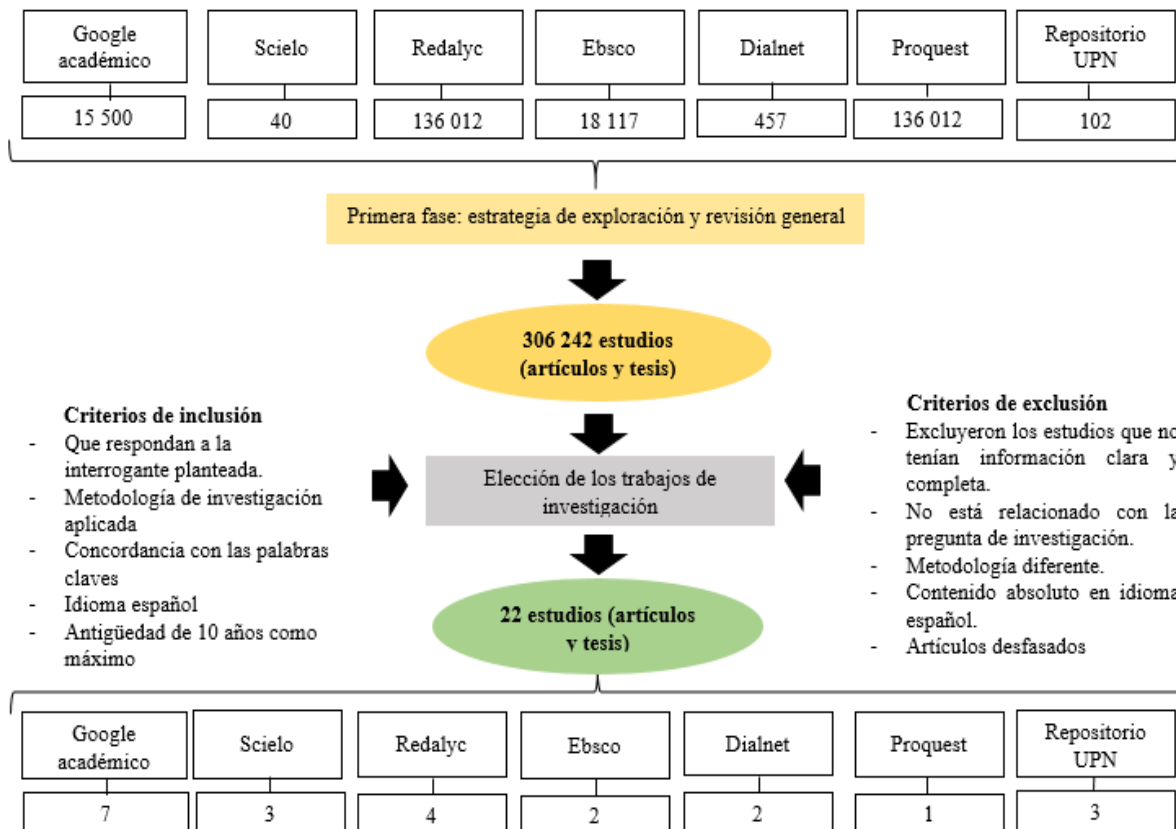 Google
académico
Scielo
Redalyc
Ebsco
Dialnet
Proquest
Repositorio
UPN
15 500
40
136 012
18 117
457
136 012
102
Primera fase: estrategia de exploración y revisión general
306 242 estudios
(artículos y tesis)
Criterios de inclusión
- Que respondan a la
interrogante planteada.
- Metodología de investigación
aplicada
- Concordancia con las palabras
claves
- Idioma español
- Antigüedad de 10 años como
máximo
Elección de los trabajos de
investigación
Criterios de exclusión
- Excluyeron los estudios que no
tenían información clara y
completa.
- No está relacionado con la
pregunta de investigación.
- Metodología diferente.
- Contenido absoluto en idioma
español.
- Artículos desfasados
22 estudios (artículos
y tesis)
Google
académico
Scielo
Redalyc
Ebsco
Dialnet
Proquest
Repositorio
UPN
7
3
4
2
2
1
3